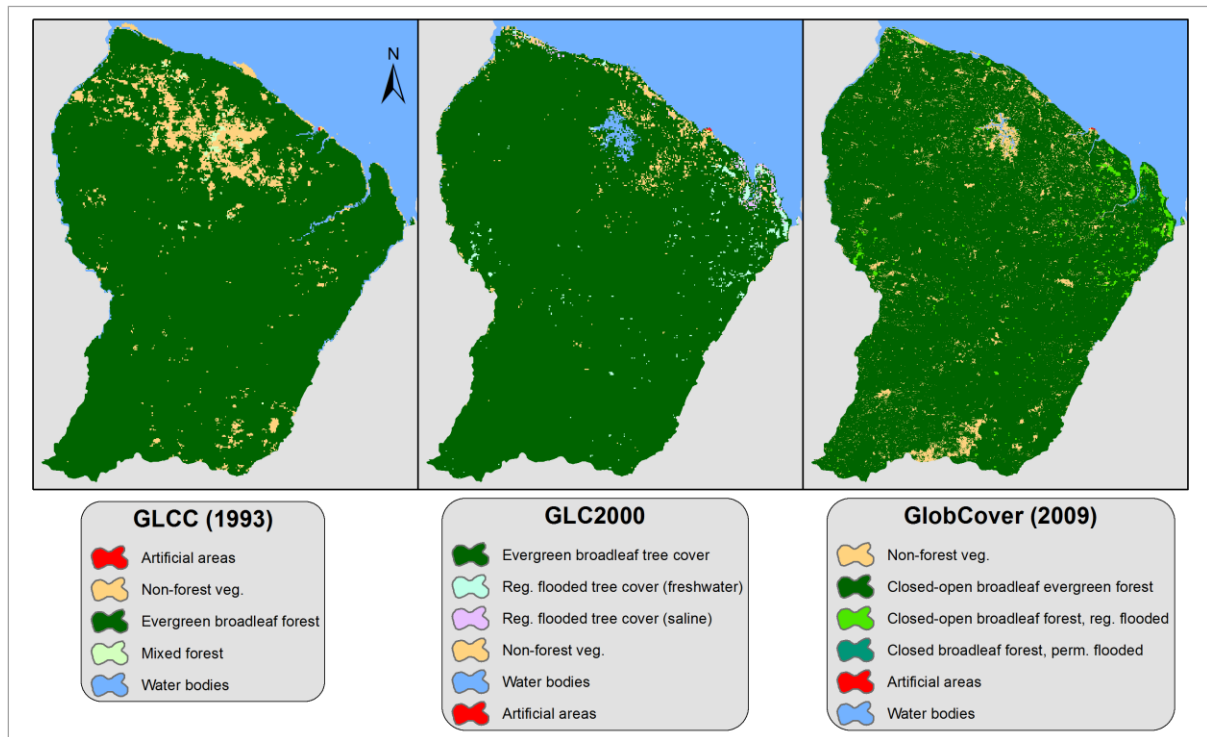 N
GLCC (1993)
Artificial areas
Non-forest veg.
Evergreen broadleaf forest
Mixed forest
Water bodies
GLC2000
Evergreen broadleaf tree cover
Reg. flooded tree cover (freshwater)
Reg. flooded tree cover (saline)
Non-forest veg.
Water bodies
Artificial areas
GlobCover (2009)
Non-forest veg.
Closed-open broadleaf evergreen forest
Closed-open broadleaf forest, reg. flooded
Closed broadleaf forest, perm. flooded
Artificial areas
Water bodies